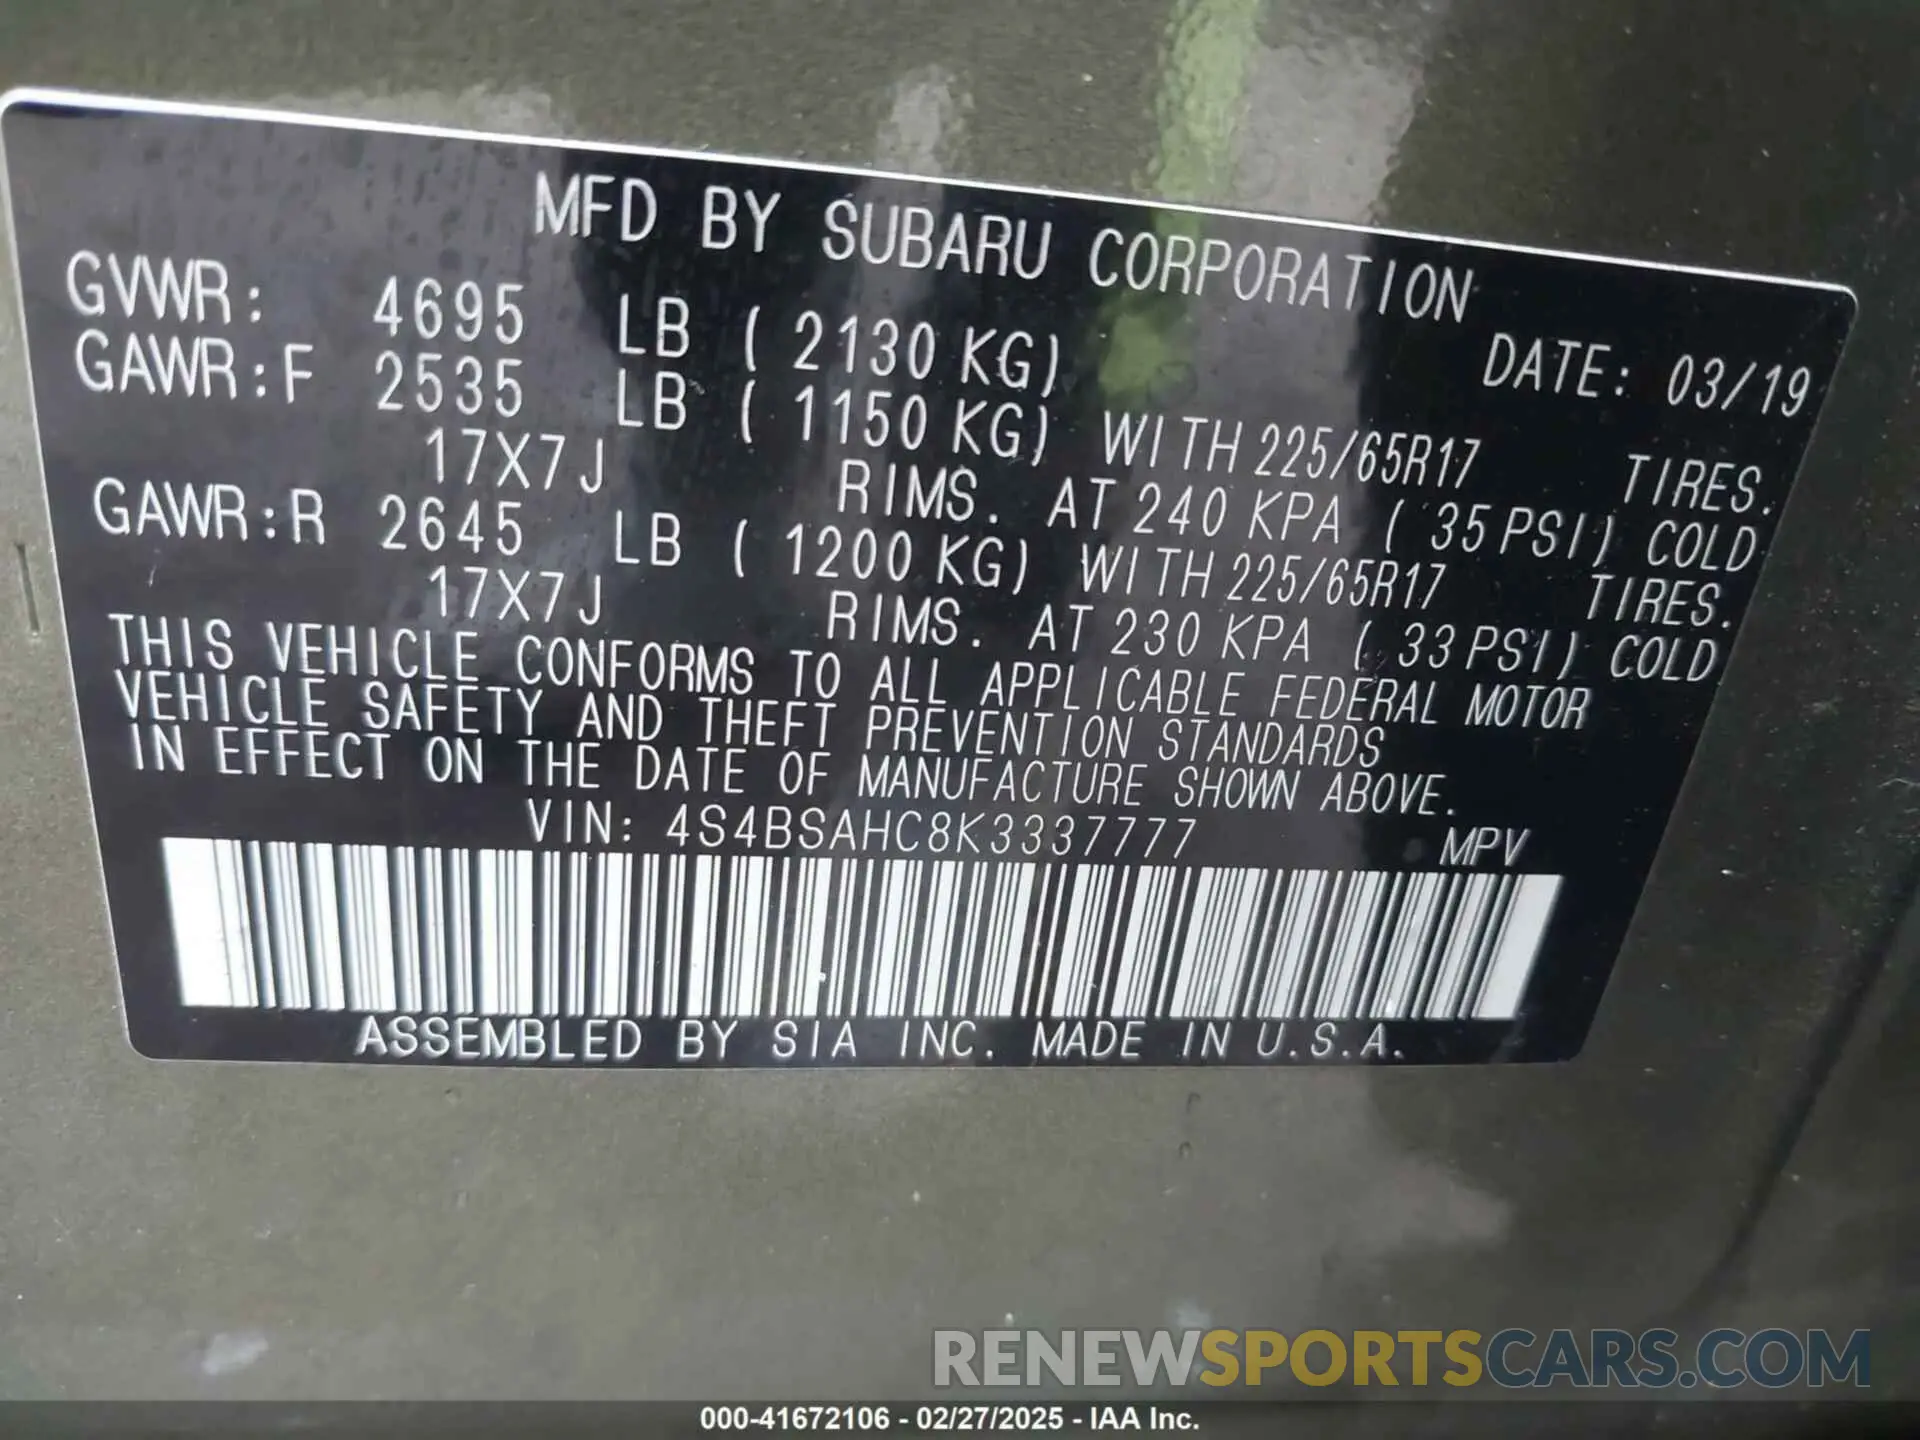 MFD BY SUBARU CORPORATION
GVWR: 4695 LB ( 2130 KG) DATE: 03/19
GAWR:F 2535 LB ( 1150 KG) WITH 225/65R17 TIRES.
17X7J RIMS. AT 240 KPA ( 35 PSI) COLD
GAWR:R 2645 LB ( 1200 KG) WITH 225/65R17 TIRES.
17X7J RIMS. AT 230 KPA ( 33 PSI) COLD
THIS VEHICLE CONFORMS TO ALL APPLICABLE FEDERAL MOTOR
VEHICLE SAFETY AND THEFT PREVENTION STANDARDS
IN EFFECT ON THE DATE OF MANUFACTURE SHOWN ABOVE.
VIN: 4S4BSAHC8K3337777 MPV
ASSEMBLED BY SIA INC. MADE IN U.S.A.
RENEWSPORTSCARS.COM
000-41672106 - 02/27/2025 - IAA Inc.